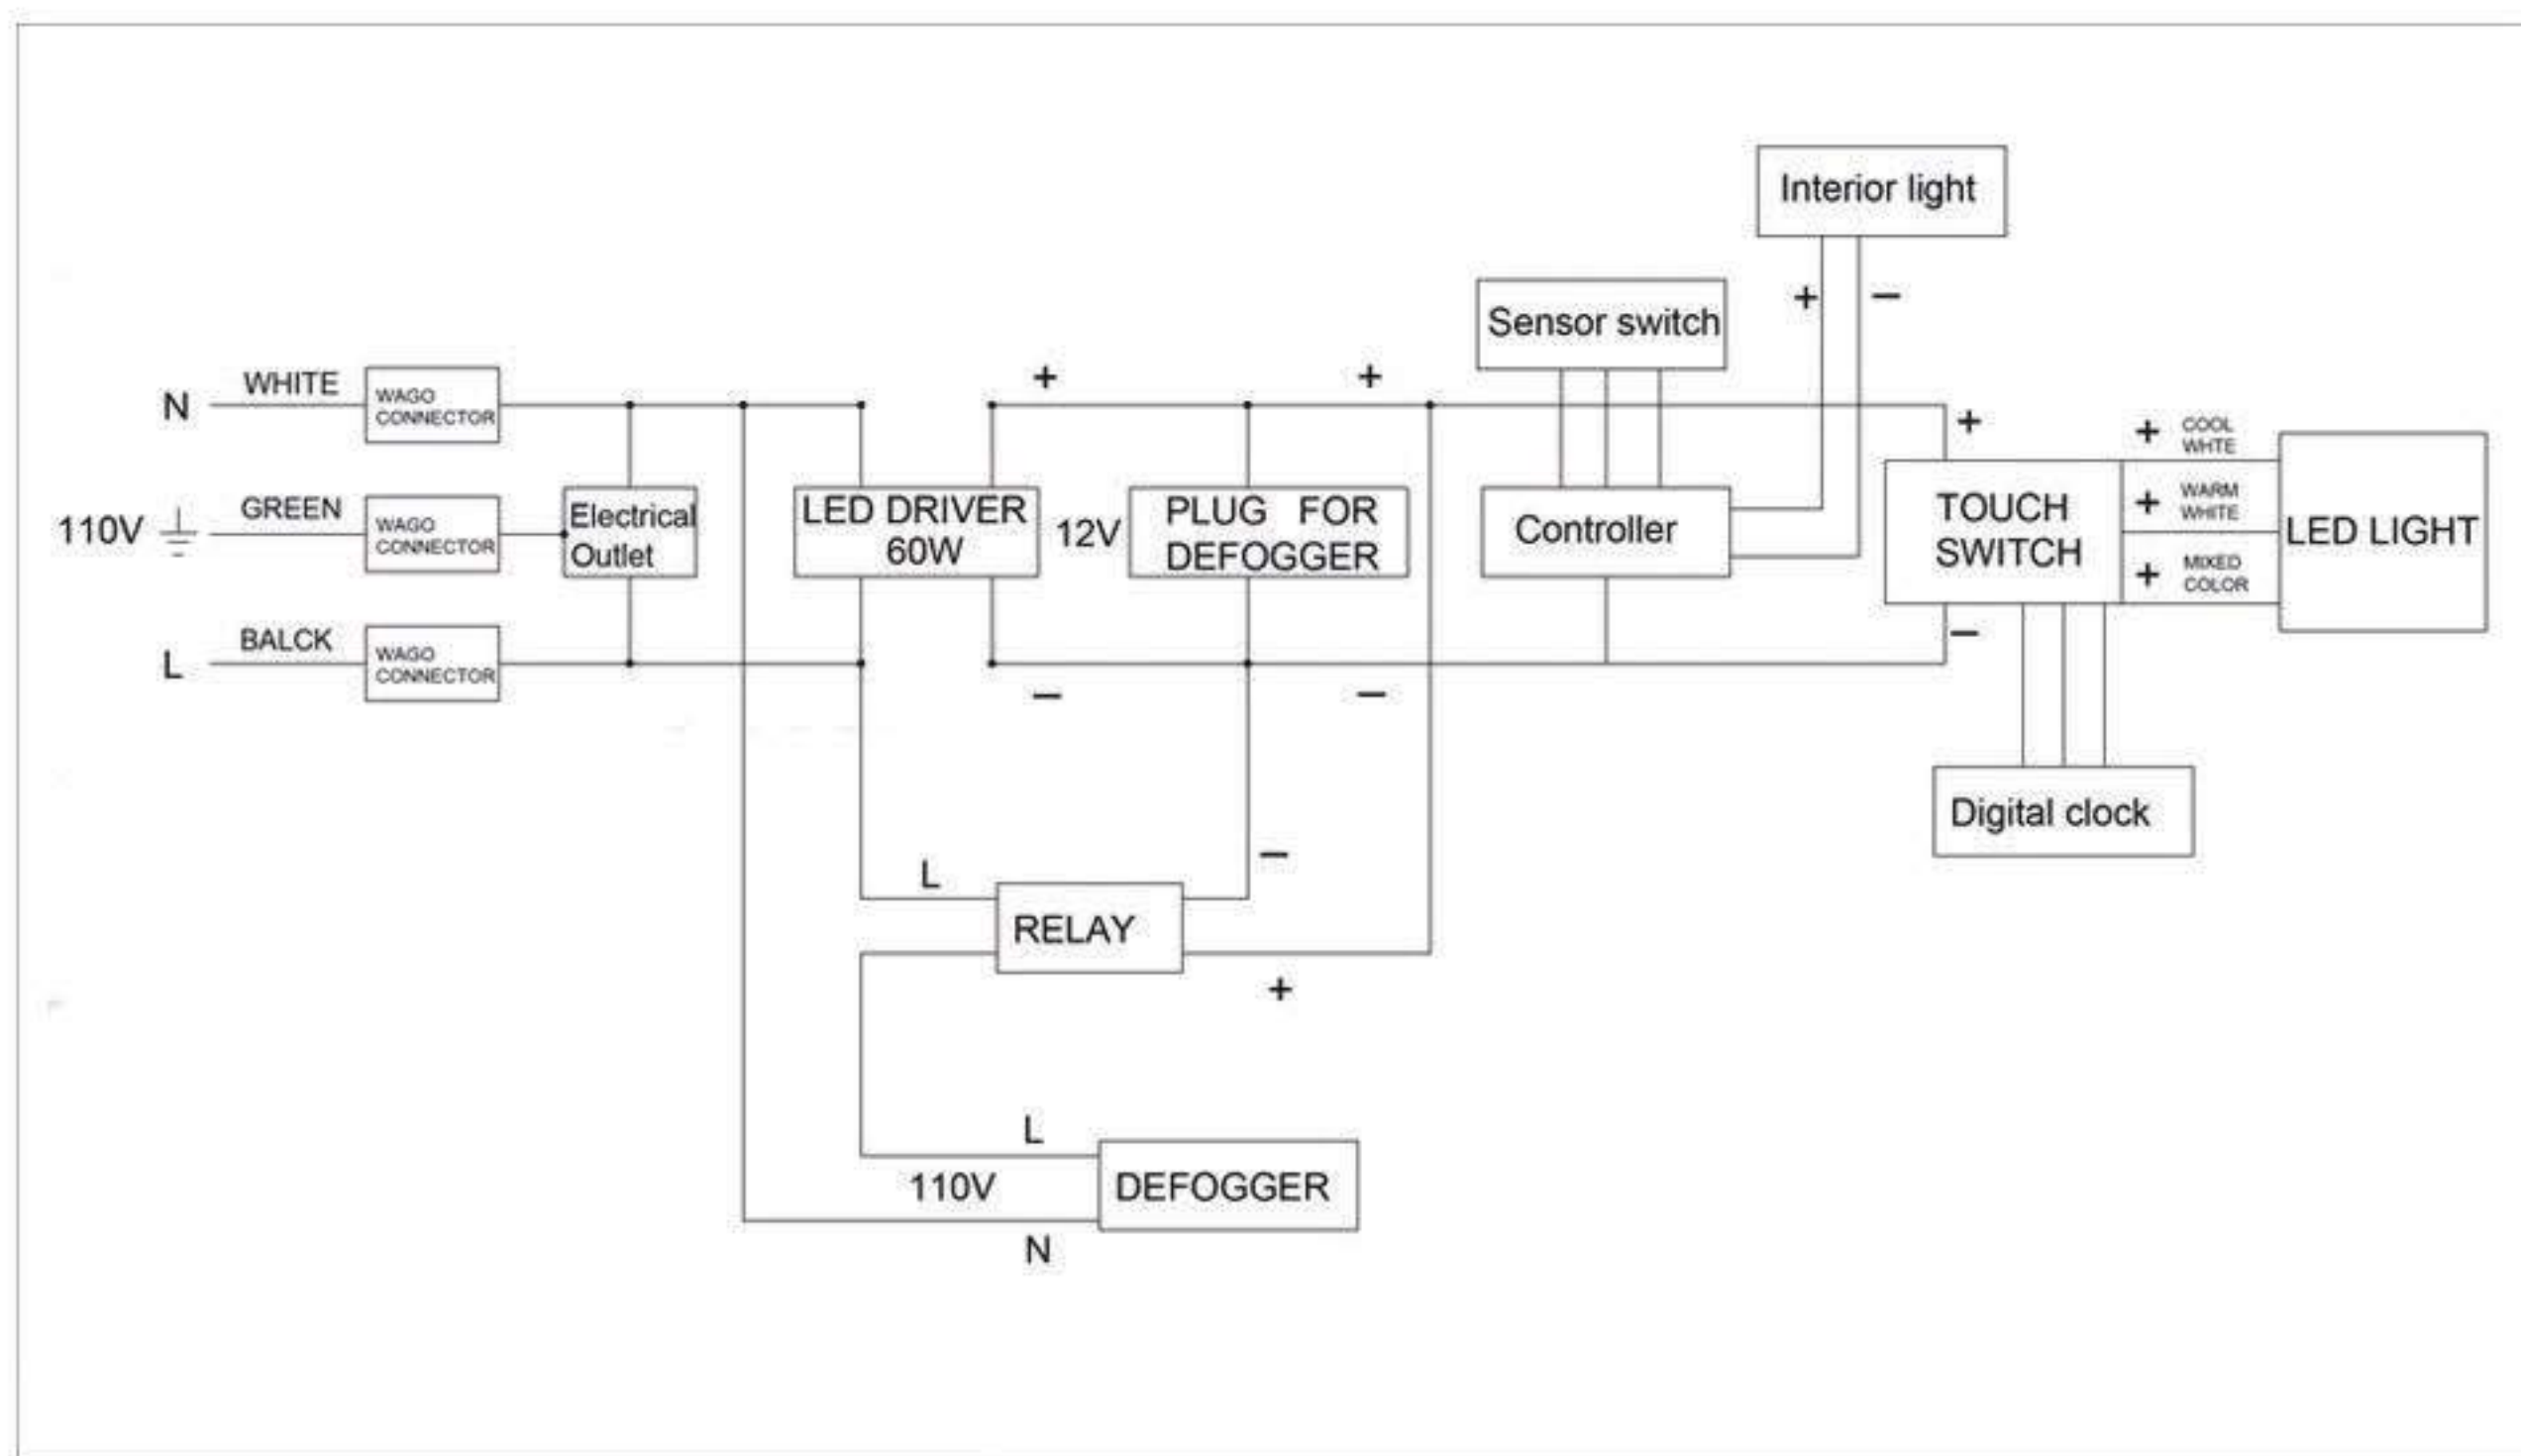 Interior light
Sensor switch
+ −
N WHITE
WAGO
CONNECTOR
+ +
+
110V GREEN
WAGO
CONNECTOR
Electrical
Outlet
LED DRIVER
60W
12V
PLUG FOR
DEFOGGER
Controller
TOUCH
SWITCH
+ COOL
WHTE
+ WARM
WHITE
+ MIXED
COLOR
LED LIGHT
L BALCK
WAGO
CONNECTOR
− −
−
Digital clock
L
RELAY
−
+
L
110V
N
DEFOGGER